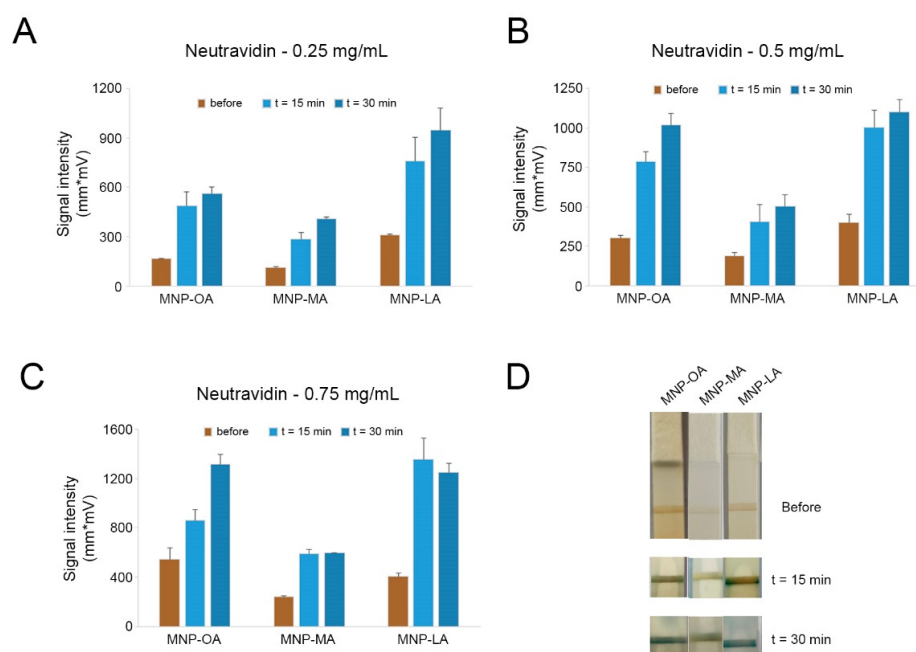 A
Neutravidin - 0.25 mg/mL
before t = 15 min t = 30 min
Signal intensity
(mm*mV)
1200
900
600
300
0
MNP-OA MNP-MA MNP-LA
B
Neutravidin - 0.5 mg/mL
before t = 15 min t = 30 min
Signal intensity
(mm*mV)
1250
1000
750
500
250
0
MNP-OA MNP-MA MNP-LA
C
Neutravidin - 0.75 mg/mL
before t = 15 min t = 30 min
Signal intensity
(mm*mV)
1600
1200
800
400
0
MNP-OA MNP-MA MNP-LA
D
MNP-OA MNP-MA MNP-LA
Before
t = 15 min
t = 30 min